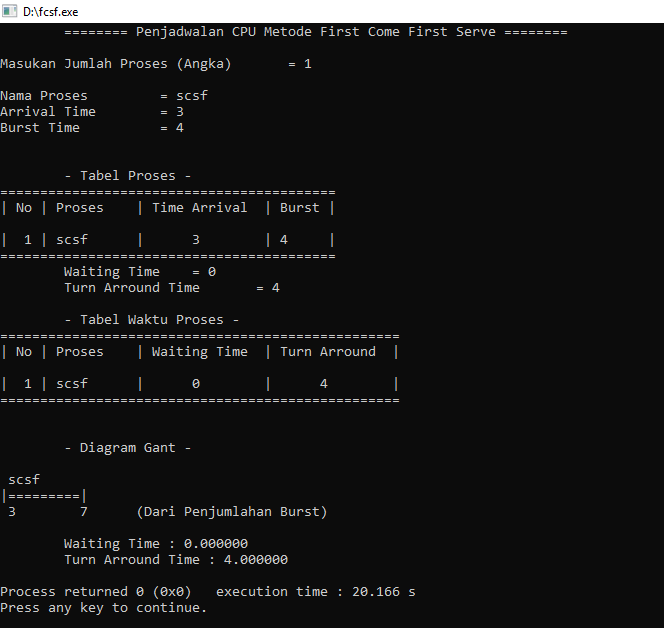 D:\fcsf.exe
======== Penjadwalan CPU Metode First Come First Serve ========
Masukan Jumlah Proses (Angka)       = 1
Nama Proses         = scsf
Arrival Time        = 3
Burst Time          = 4
- Tabel Proses -
==========================================
| No | Proses    | Time Arrival  | Burst |
|  1 | scsf      |      3        | 4     |
==========================================
Waiting Time    = 0
Turn Arround Time       = 4
- Tabel Waktu Proses -
==================================================
| No | Proses    | Waiting Time  | Turn Arround  |
|  1 | scsf      |      0        |      4        |
==================================================
- Diagram Gant -
scsf
|=========|
3        7      (Dari Penjumlahan Burst)
Waiting Time : 0.000000
Turn Arround Time : 4.000000
Process returned 0 (0x0)   execution time : 20.166 s
Press any key to continue.